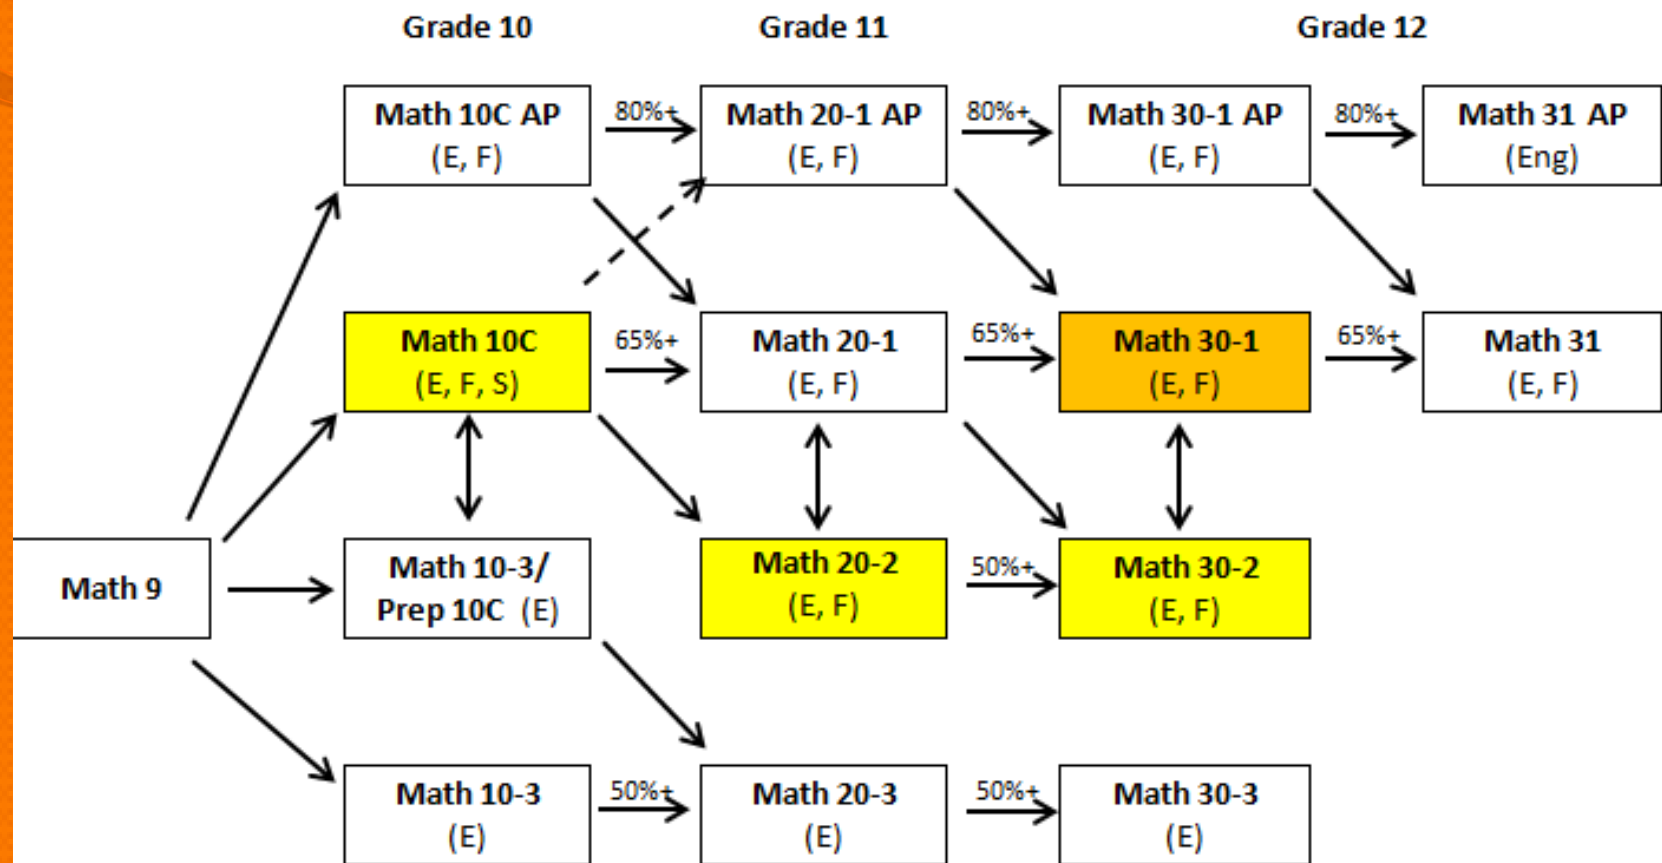 Grade 10
Grade 11
Grade 12
Math 10C AP
(E, F)
80%+
Math 20-1 AP
(E, F)
80%+
Math 30-1 AP
(E, F)
80%+
Math 31 AP
(Eng)
Math 10C
(E, F, S)
65%+
Math 20-1
(E, F)
65%+
Math 30-1
(E, F)
65%+
Math 31
(E, F)
Math 9
Math 10-3/
Prep 10C (E)
Math 20-2
(E, F)
50%+
Math 30-2
(E, F)
Math 10-3
(E)
50%+
Math 20-3
(E)
50%+
Math 30-3
(E)